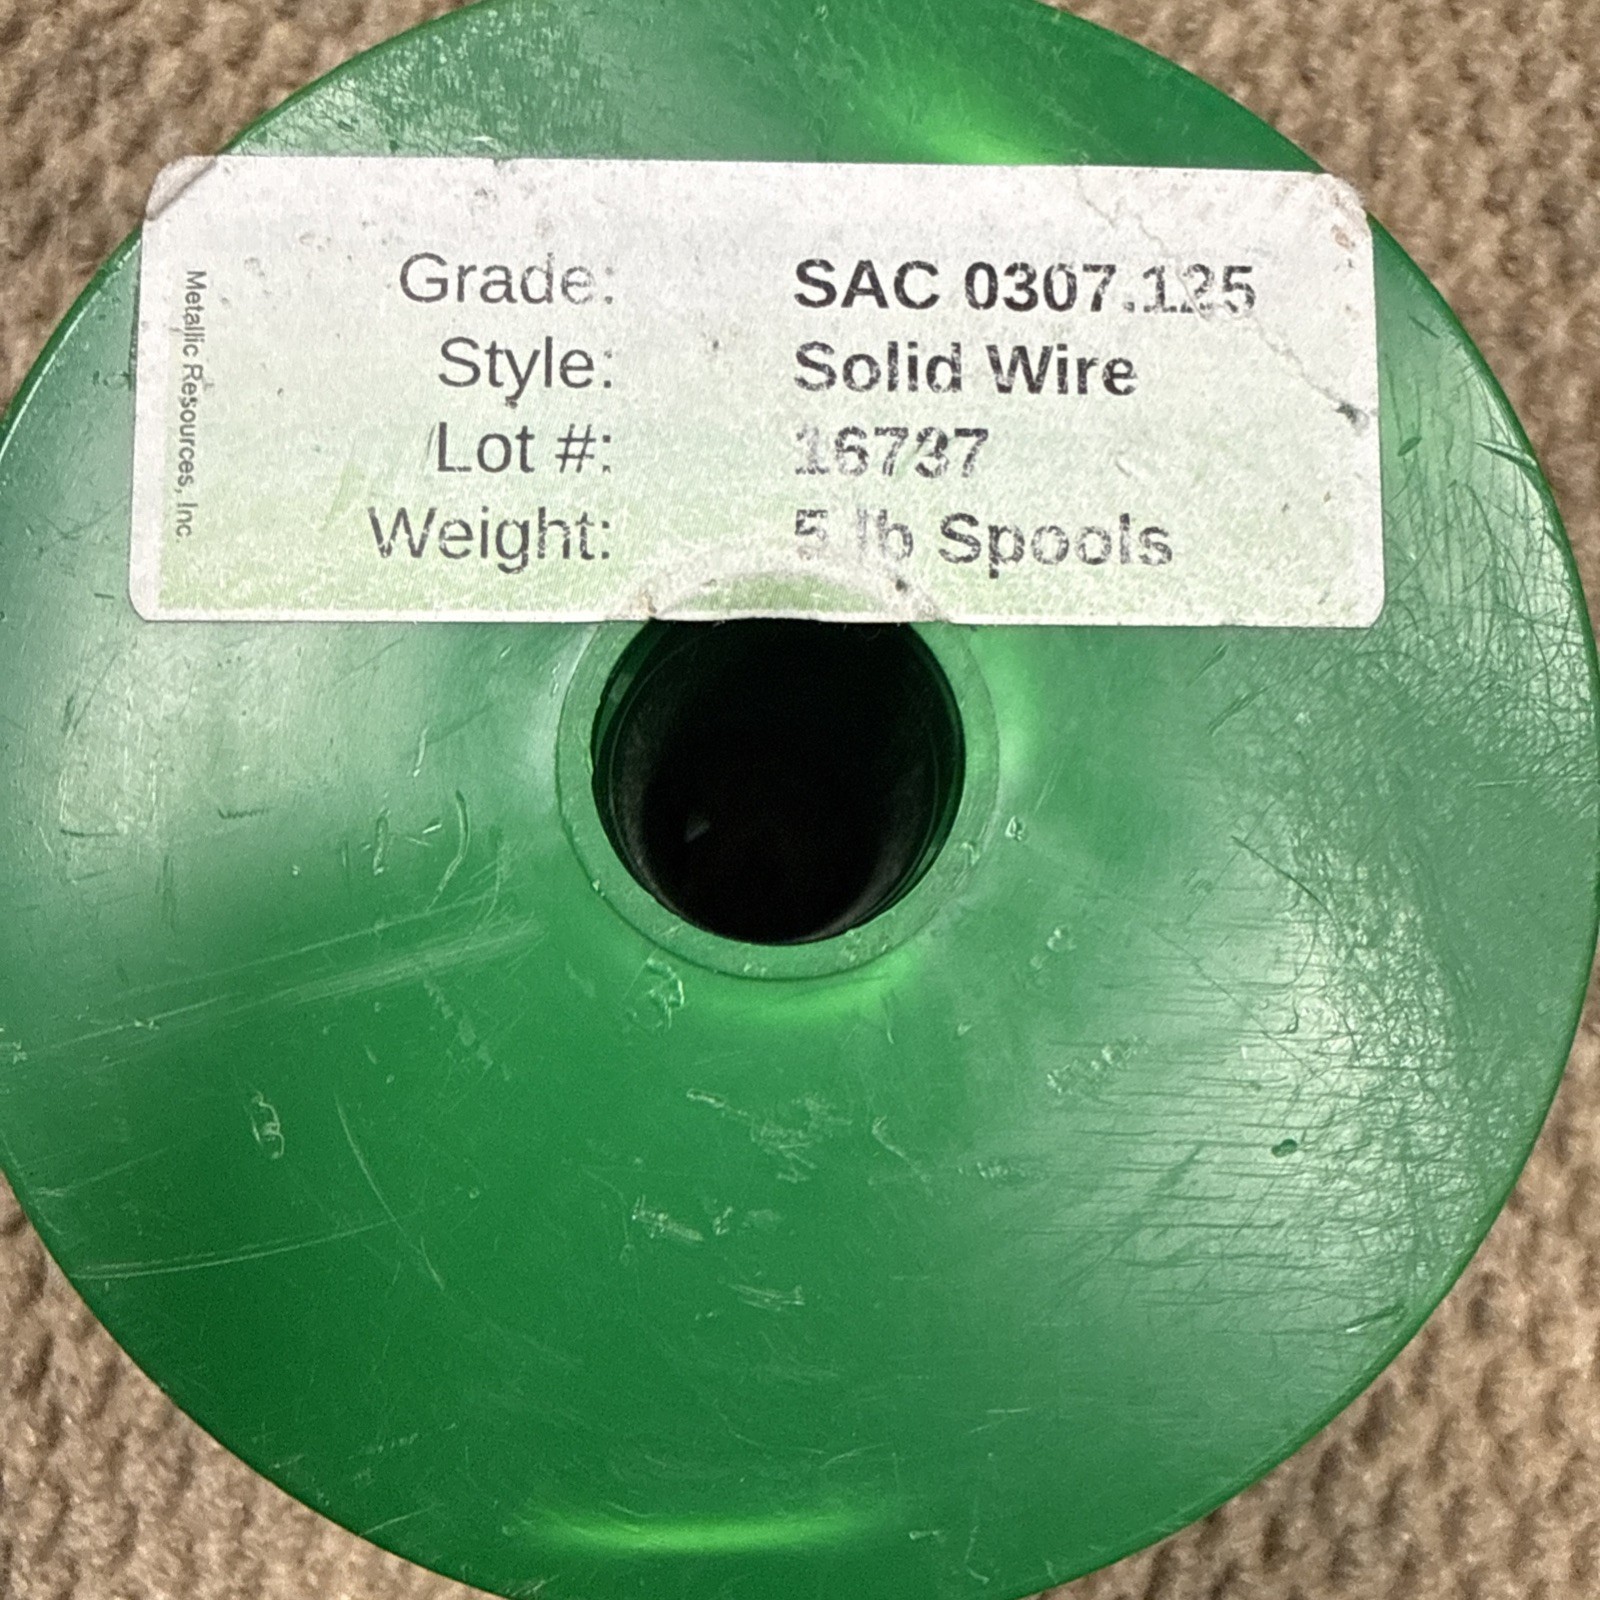 Metallic Resources, Inc
Grade: SAC 0307.125
Style: Solid Wire
Lot #: 16737
Weight: 5 lb Spools